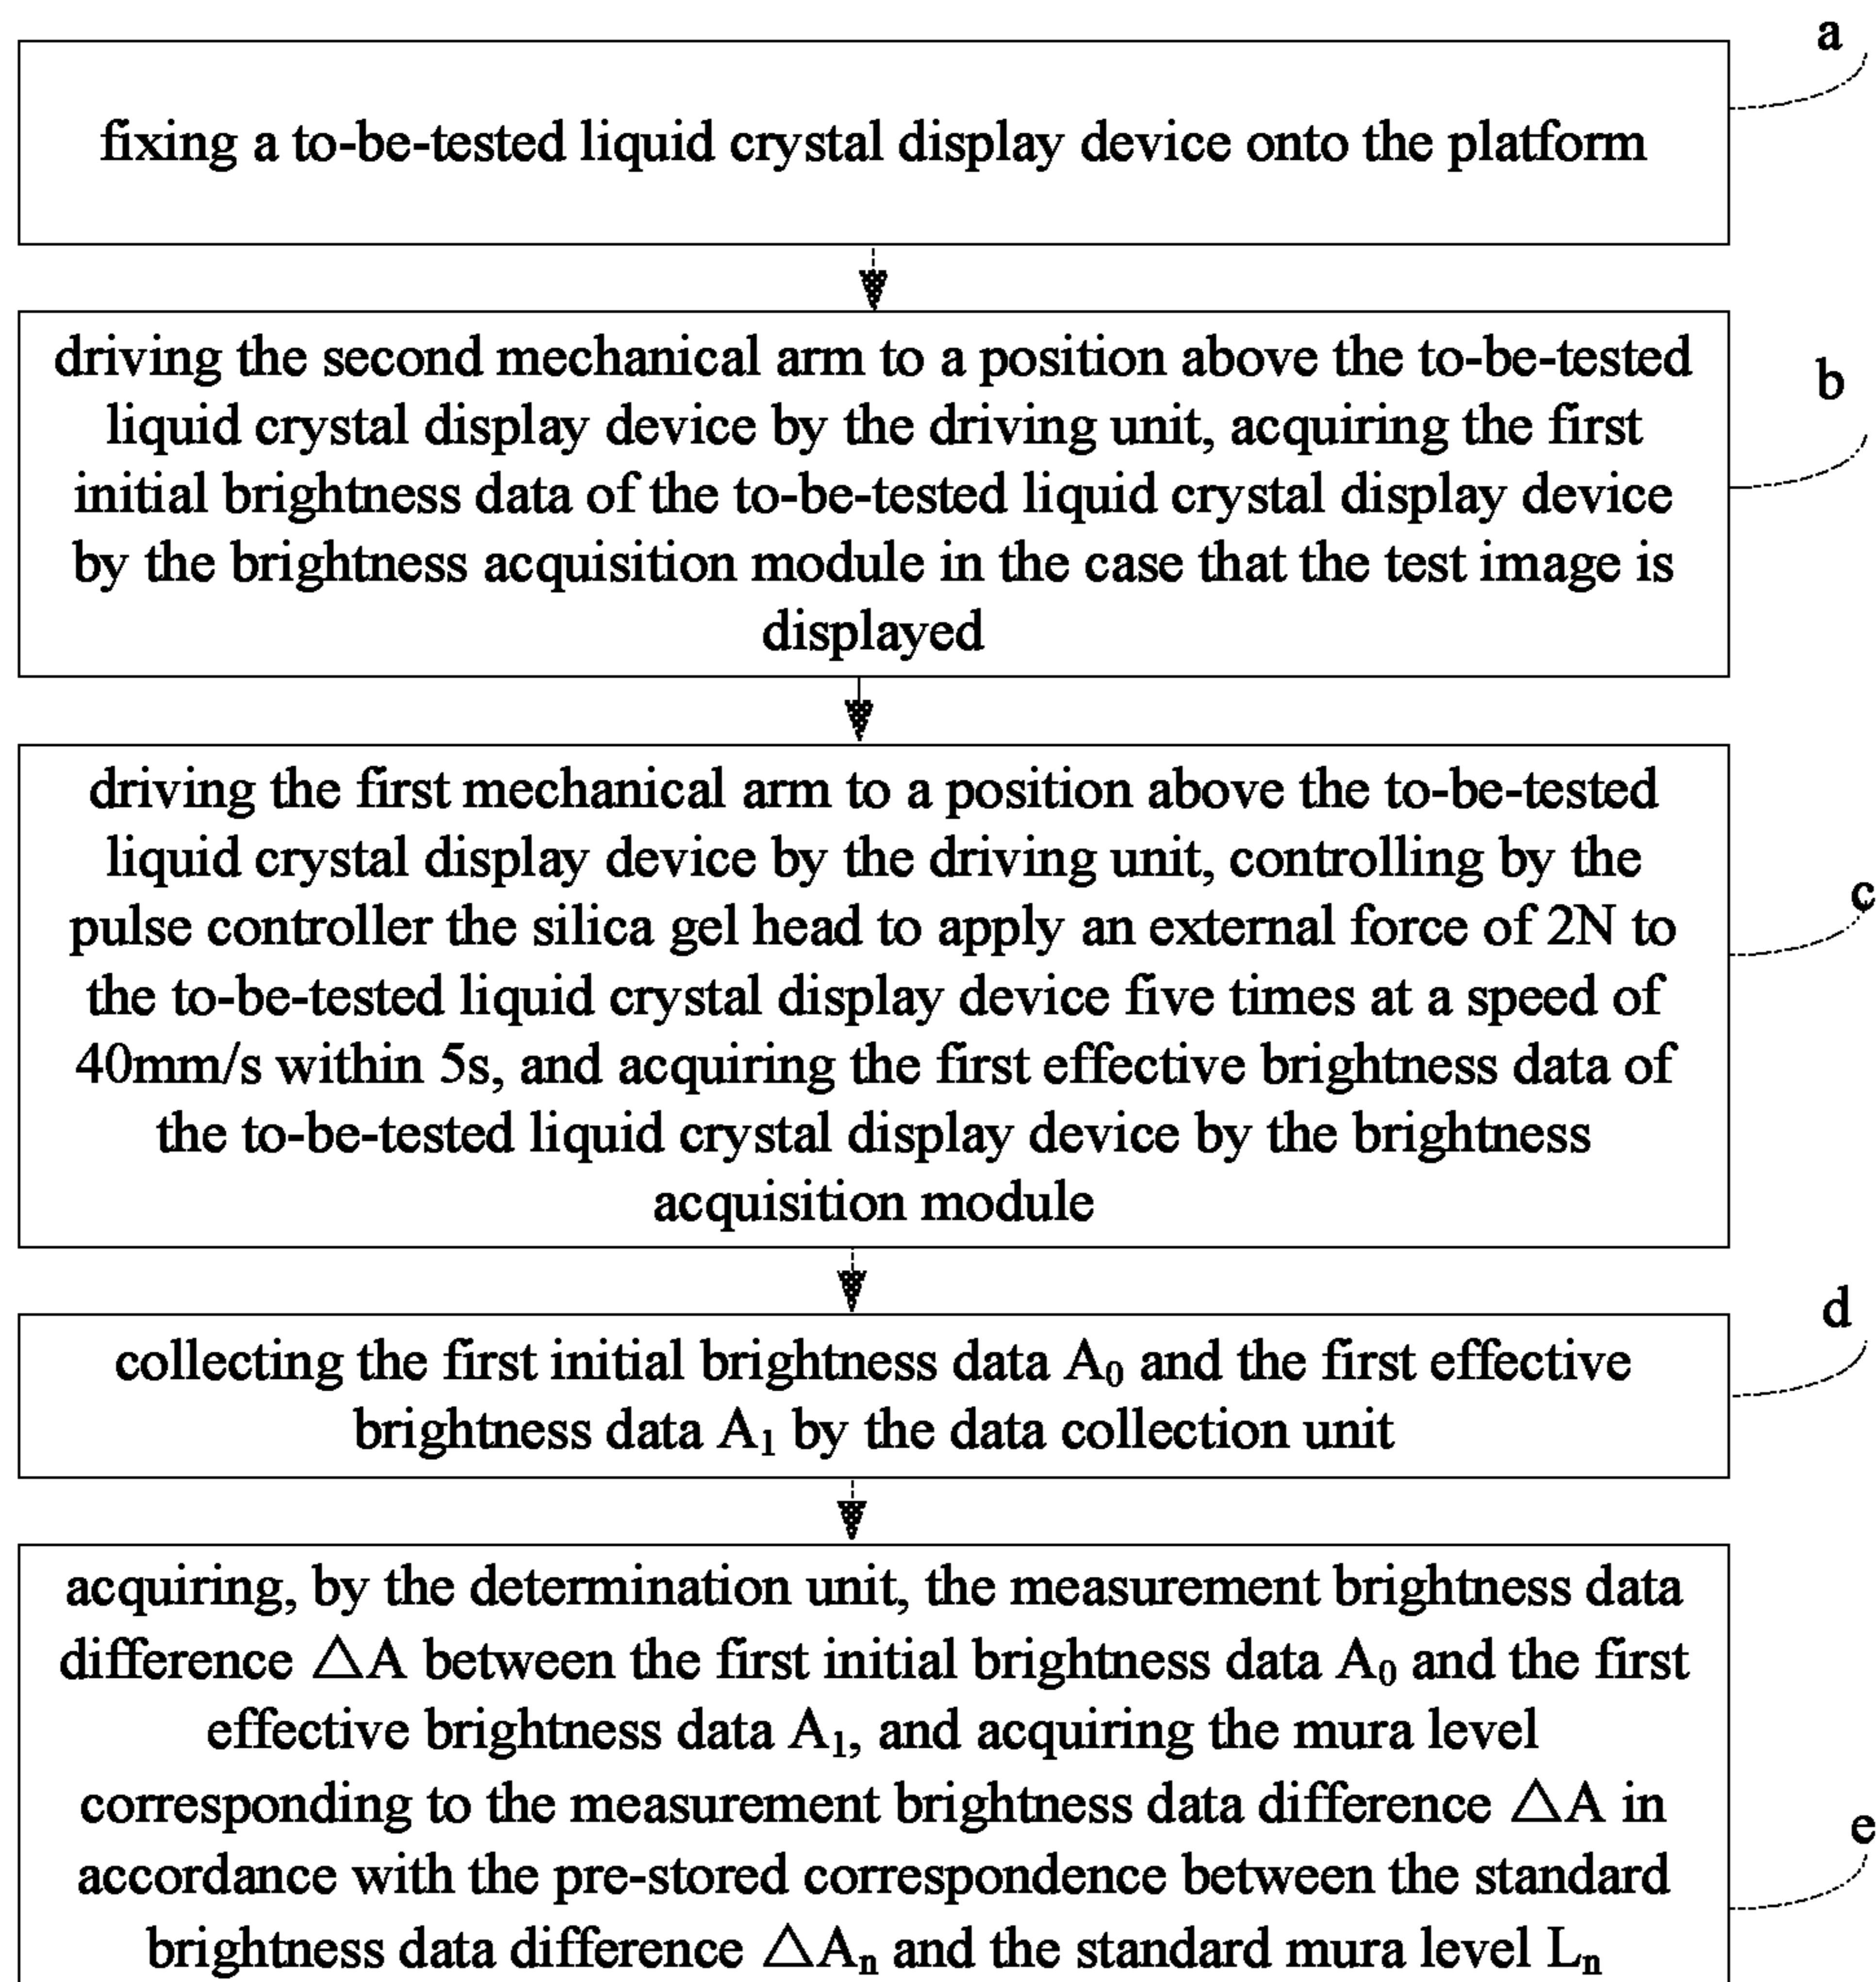 a
fixing a to-be-tested liquid crystal display device onto the platform
driving the second mechanical arm to a position above the to-be-tested
liquid crystal display device by the driving unit, acquiring the first
initial brightness data of the to-be-tested liquid crystal display device
by the brightness acquisition module in the case that the test image is
displayed
b
driving the first mechanical arm to a position above the to-be-tested
liquid crystal display device by the driving unit, controlling by the
pulse controller the silica gel head to apply an external force of 2N to
the to-be-tested liquid crystal display device five times at a speed of
40mm/s within 5s, and acquiring the first effective brightness data of
the to-be-tested liquid crystal display device by the brightness
acquisition module
c
d
collecting the first initial brightness data A₀ and the first effective
brightness data A₁ by the data collection unit
acquiring, by the determination unit, the measurement brightness data
difference △A between the first initial brightness data A₀ and the first
effective brightness data A₁, and acquiring the mura level
corresponding to the measurement brightness data difference △A in
accordance with the pre-stored correspondence between the standard
brightness data difference △Aₙ and the standard mura level Lₙ
e